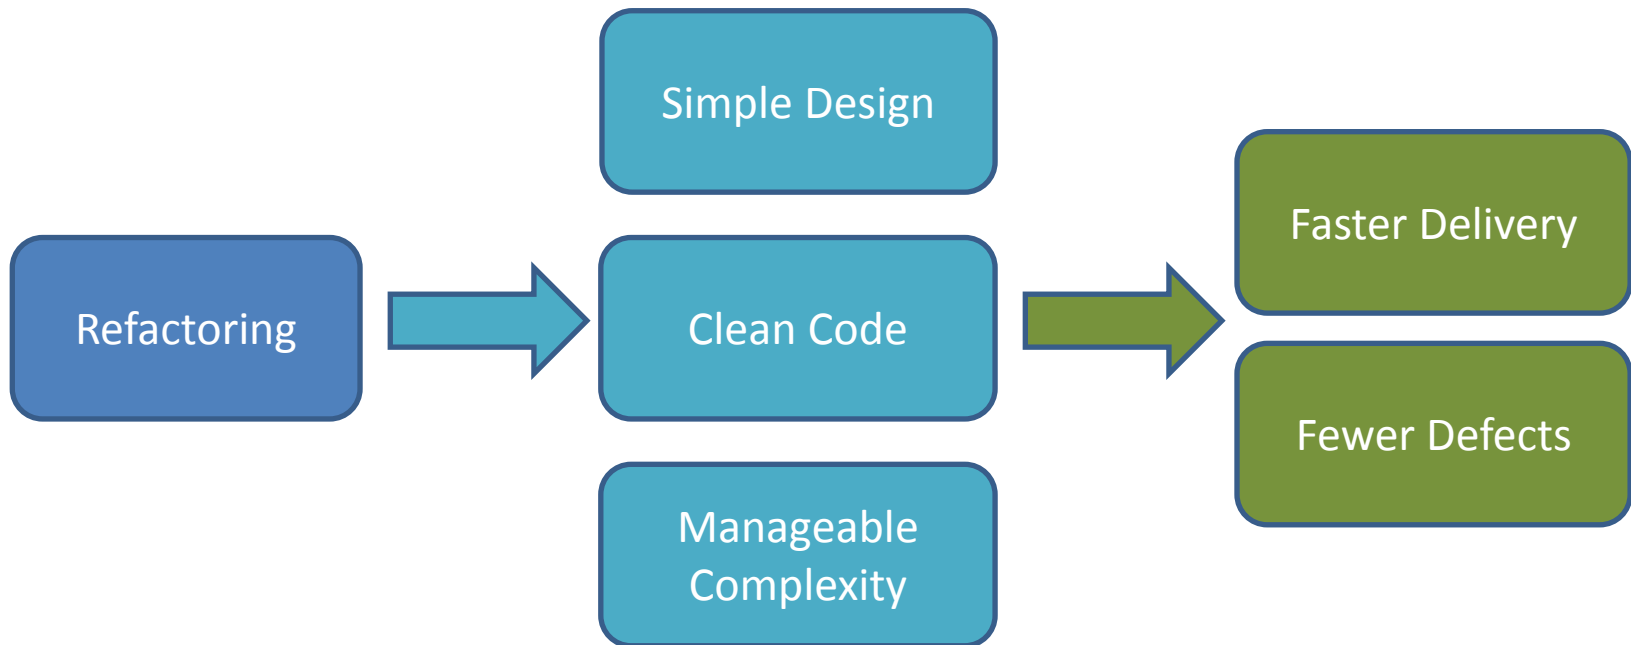 Refactoring
Simple Design
Clean Code
Manageable
Complexity
Faster Delivery
Fewer Defects